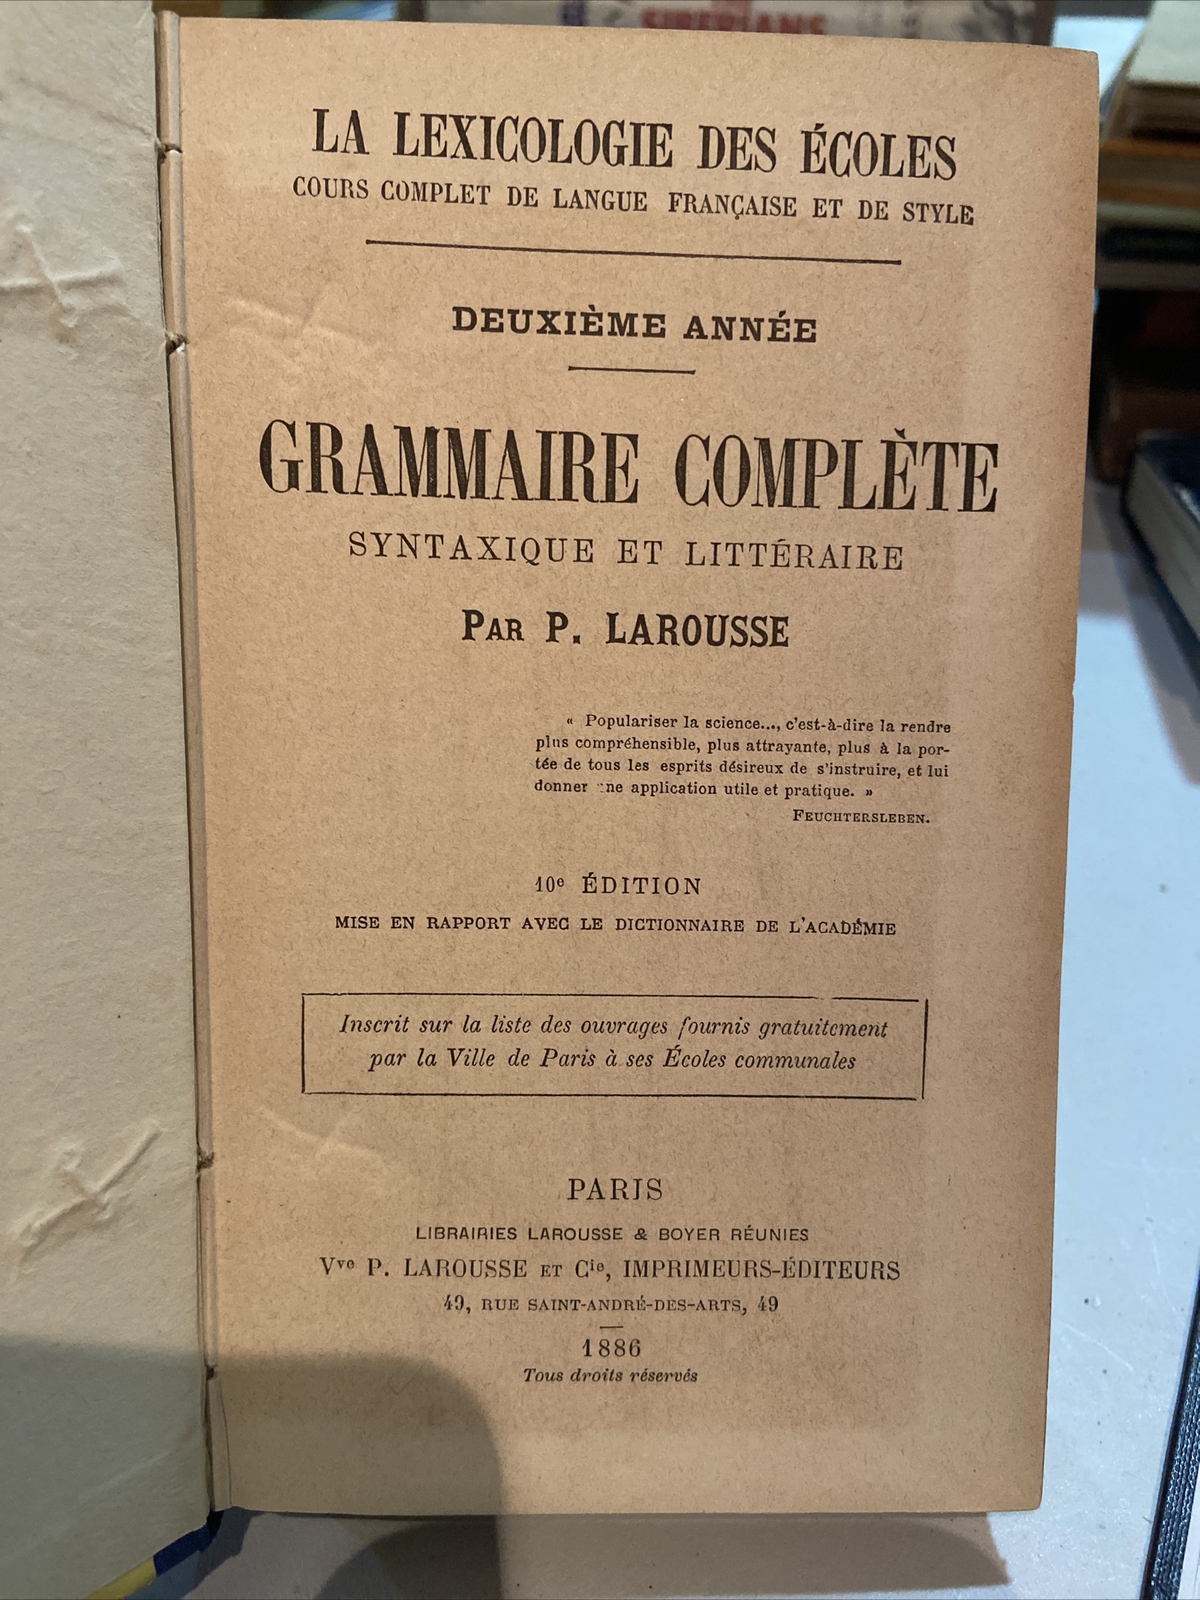 SIBERIANS
LA LEXICOLOGIE DES ÉCOLES
COURS COMPLET DE LANGUE FRANÇAISE ET DE STYLE
DEUXIÈME ANNÉE
GRAMMAIRE COMPLÈTE
SYNTAXIQUE ET LITTÉRAIRE
PAR P. LAROUSSE
« Populariser la science..., c'est-à-dire la rendre
plus compréhensible, plus attrayante, plus à la por-
tée de tous les esprits désireux de s'instruire, et lui
donner ne application utile et pratique. »
FEUCHTERSLEBEN.
10e ÉDITION
MISE EN RAPPORT AVEC LE DICTIONNAIRE DE L'ACADÉMIE
Inscrit sur la liste des ouvrages fournis gratuitement
par la Ville de Paris à ses Écoles communales
PARIS
LIBRAIRIES LAROUSSE & BOYER RÉUNIES
Vve P. LAROUSSE ET Cie, IMPRIMEURS-ÉDITEURS
49, RUE SAINT-ANDRÉ-DES-ARTS, 49
1886
Tous droits réservés